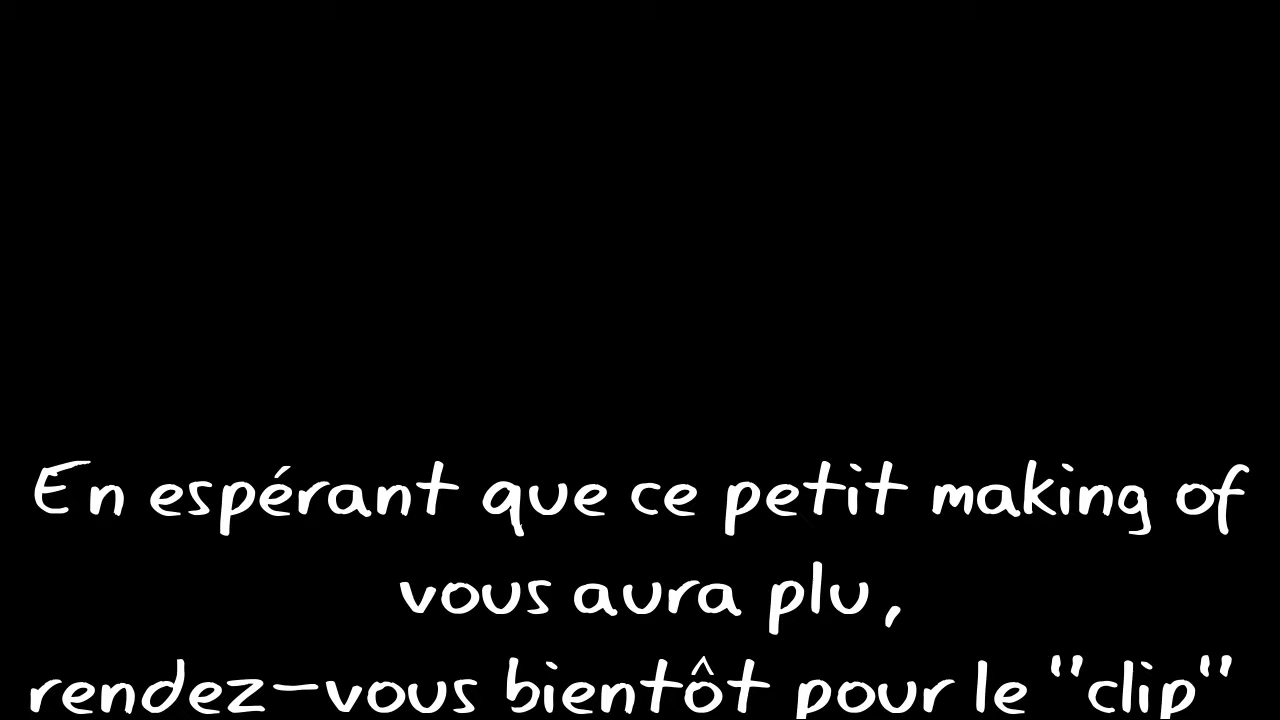 En espérant que ce petit making of
vous aura plu,
rendez-vous bientôt pour le "clip"